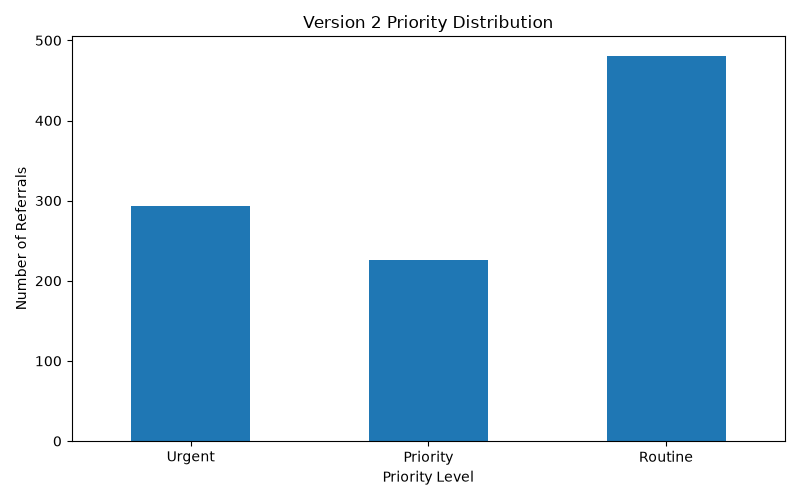 Version 2 Priority Distribution
Number of Referrals
500
400
300
200
100
0
Urgent
Priority
Routine
Priority Level